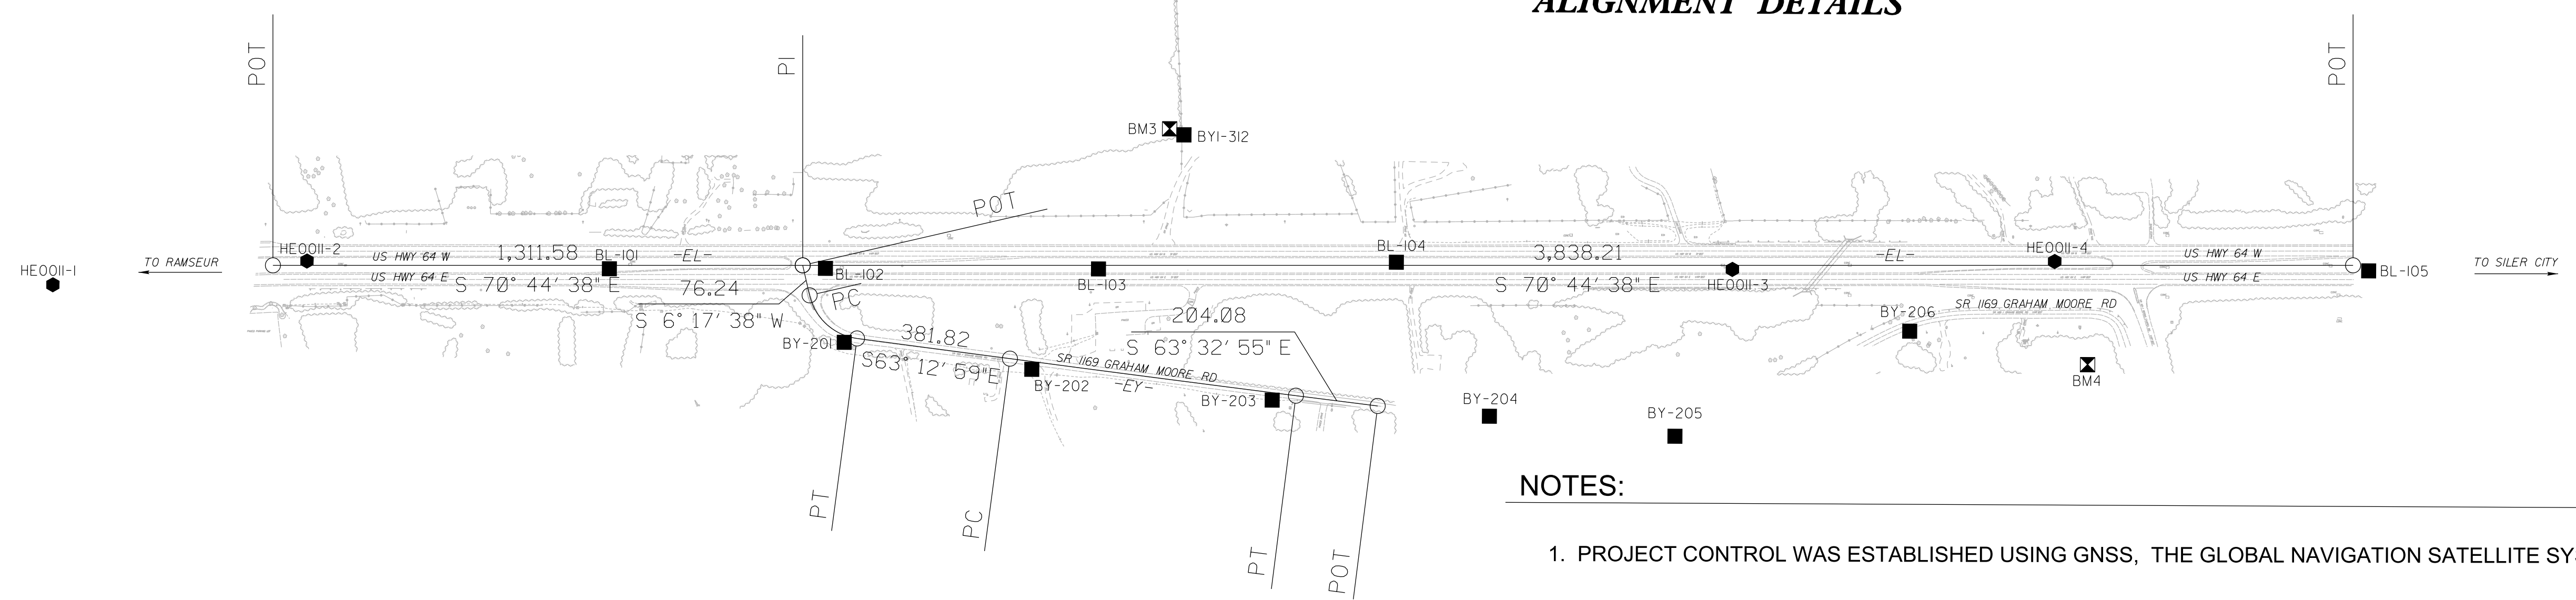 ALIGNMENT DETAILS
POT
PI
POT
BM3
BY1-312
POT
HE0011-1
TO RAMSEUR
HE0011-2
US HWY 64 W
1,311.58
BL-101
-EL-
US HWY 64 E
S 70° 44' 38" E
76.24
S 6° 17' 38" W
BL-102
PC
BL-103
BL-104
3,838.21
S 70° 44' 38" E
HE0011-3
-EL-
HE0011-4
US HWY 64 W
US HWY 64 E
BL-105
TO SILER CITY
BY-201
381.82
S63° 12' 59"E
204.08
S 63° 32' 55" E
SR 1169 GRAHAM MOORE RD
BY-202
-EY-
BY-203
BY-204
BY-205
BY-206
SR 1169 GRAHAM MOORE RD
BM4
PT
PC
PT
POT
NOTES:
1. PROJECT CONTROL WAS ESTABLISHED USING GNSS, THE GLOBAL NAVIGATION SATELLITE SY